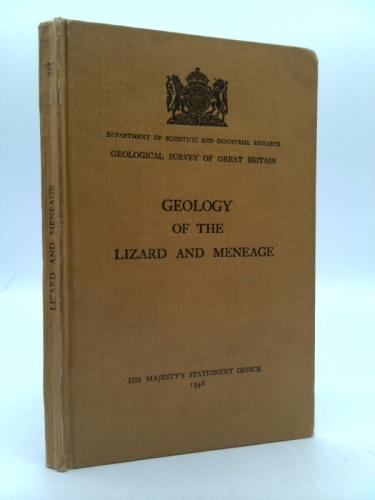 DEPARTMENT OF SCIENTIFIC AND INDUSTRIAL RESEARCH
GEOLOGICAL SURVEY OF GREAT BRITAIN
GEOLOGY
OF THE
LIZARD AND MENEAGE
HIS MAJESTY'S STATIONERY OFFICE
1946
LIZARD AND MENEAGE